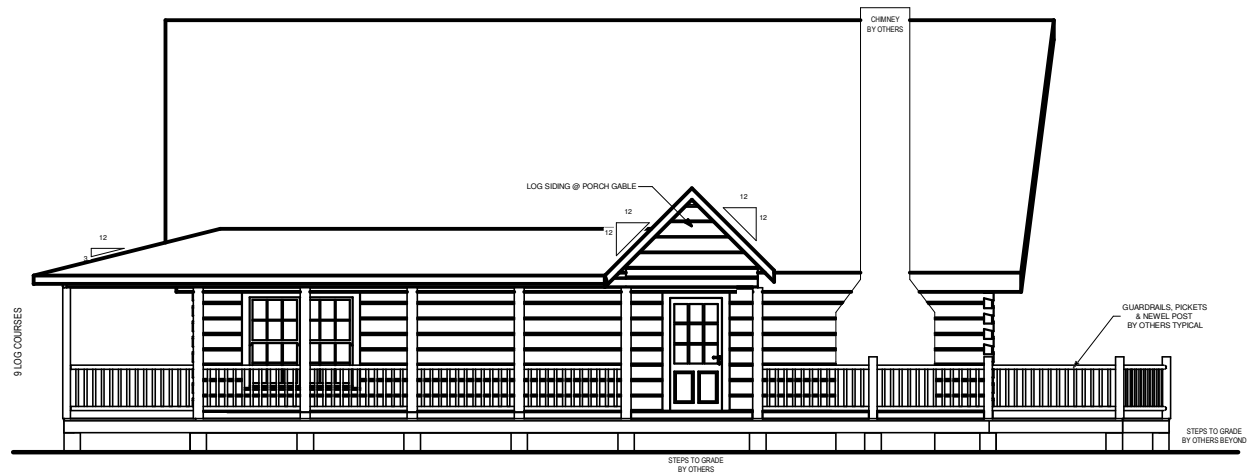 CHIMNEY
BY OTHERS
LOG SIDING @ PORCH GABLE
12
12
12
12
12
3
9 LOG COURSES
GUARDRAILS, PICKETS
& NEWEL POST
BY OTHERS TYPICAL
STEPS TO GRADE
BY OTHERS BEYOND
STEPS TO GRADE
BY OTHERS